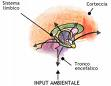 Sistema
limbico
Corteccia
Tronco
encefalico
INPUT AMBIENTALE